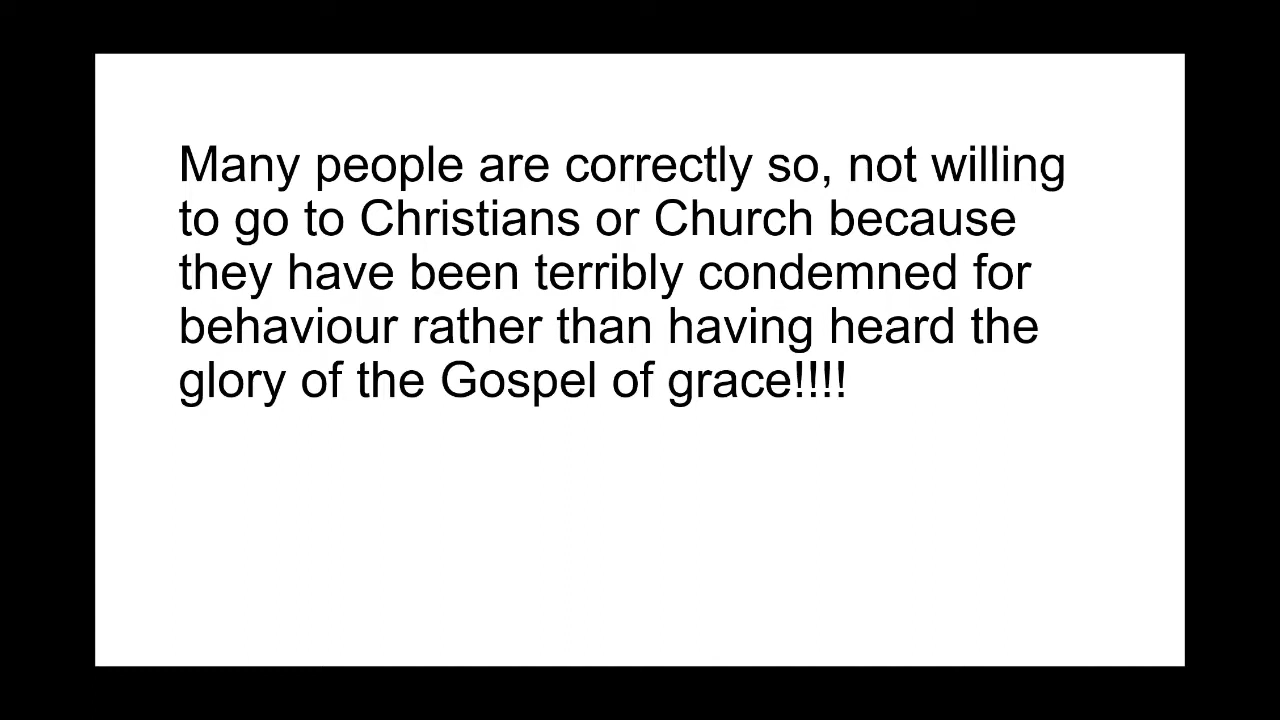 Many people are correctly so, not willing
to go to Christians or Church because
they have been terribly condemned for
behaviour rather than having heard the
glory of the Gospel of grace!!!!